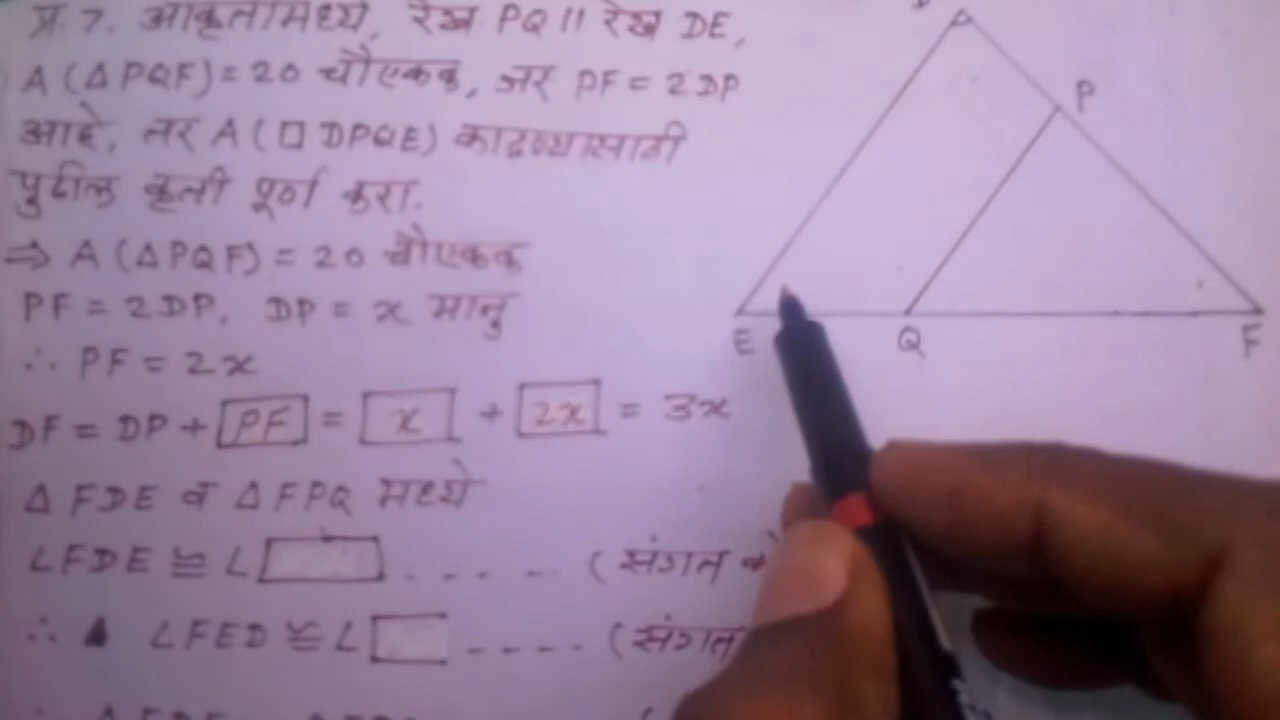 प्र. 7. आकृतीमध्ये, रेख PQ || रेख DE,
A (△PQF) = 20 चौएकक, जर PF = 2DP
आहे, तर A (□ DPQE) काढण्यासाठी
पुढील कृती पूर्ण करा.
⇒ A (△PQF) = 20 चौएकक
PF = 2DP, DP = x मानु
∴ PF = 2x
DF = DP + PF = x + 2x = 3x
△ FDE व △ FPQ मध्ये
∠FDE ≅ ∠ . . . . . (संगत
∴ ∠FED ≅ ∠ . . . . . (संगत
P
E
Q
F